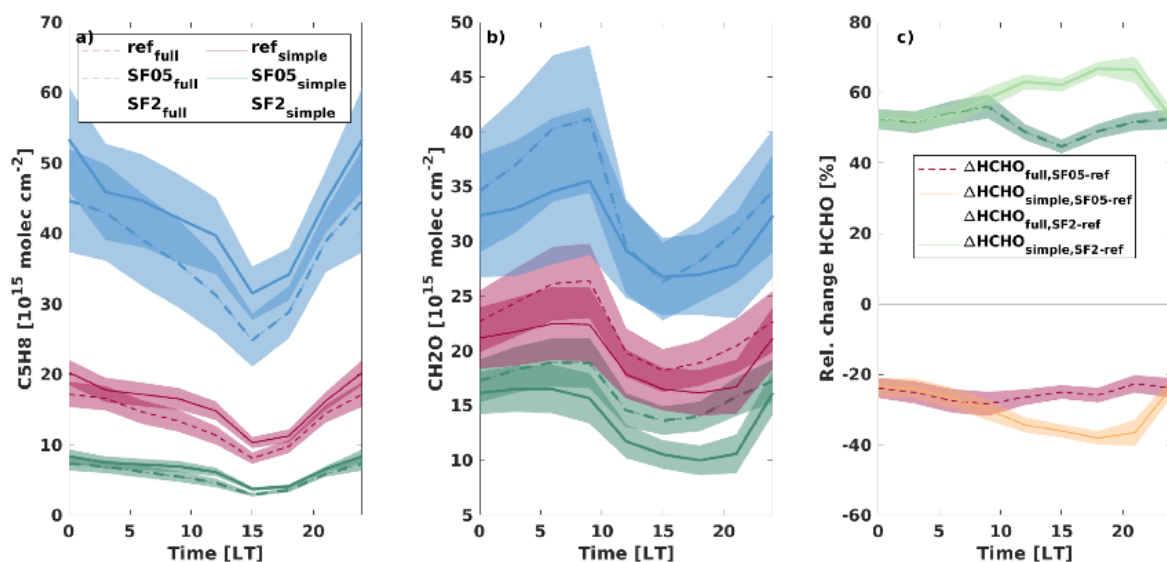 a)
ref_full ref_simple
SF05_full SF05_simple
SF2_full SF2_simple
70
60
50
40
30
20
10
0
C5H8 [10^15 molec cm^-2]
0 5 10 15 20
Time [LT]
b)
50
45
40
35
30
25
20
15
10
5
CH2O [10^15 molec cm^-2]
0 5 10 15 20
Time [LT]
c)
80
60
40
20
0
-20
-40
-60
Rel. change HCHO [%]
ΔHCHO_full,SF05-ref
ΔHCHO_simple,SF05-ref
ΔHCHO_full,SF2-ref
ΔHCHO_simple,SF2-ref
0 5 10 15 20
Time [LT]